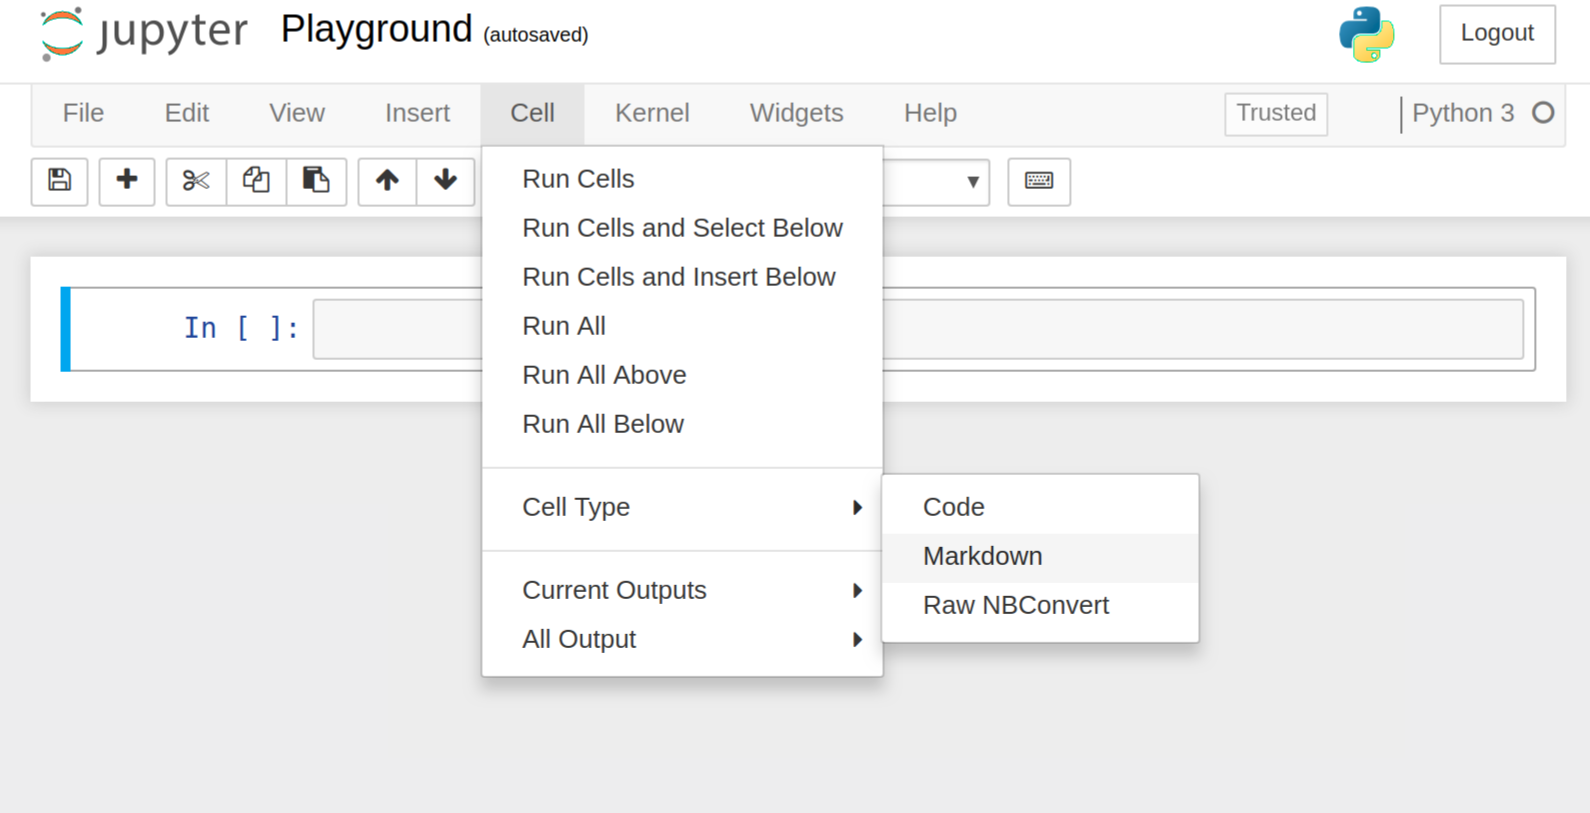 jupyter Playground (autosaved)
Logout
File Edit View Insert Cell Kernel Widgets Help Trusted Python 3
Run Cells
Run Cells and Select Below
Run Cells and Insert Below
In [ ]:
Run All
Run All Above
Run All Below
Cell Type
Code
Markdown
Raw NBConvert
Current Outputs
All Output